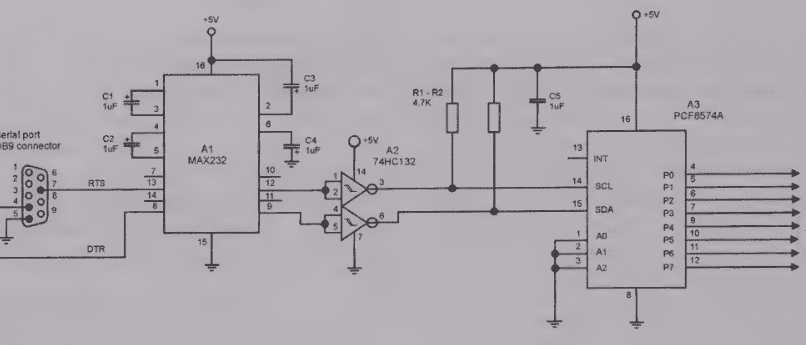 +5V
+5V
16
C3
1uF
C1
1uF
1
3
2
R1 - R2
4.7K
C5
1uF
16
A3
PCF8574A
C2
1uF
4
5
6
C4
1uF
A1
MAX232
+5V
A2
74HC132
14
erial port
B9 connector
1
2
3
4
5
6
7
8
9
RTS
7
13
14
8
10
12
11
9
1
2
3
4
5
6
7
13
INT
14
SCL
15
SDA
1
A0
2
A1
3
A2
P0
4
P1
5
P2
6
P3
7
P4
9
P5
10
P6
11
P7
12
DTR
15
8